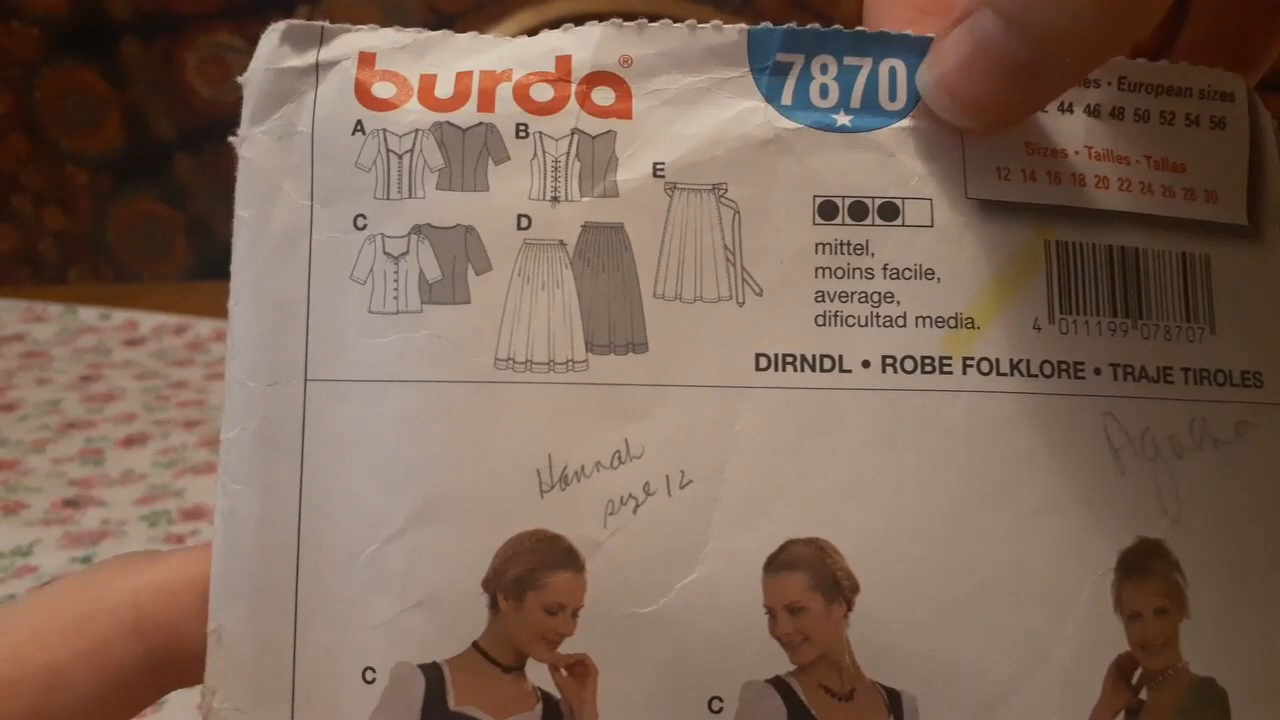 burda®
7870
European sizes
44 46 48 50 52 54 56
Sizes • Tailles • Tallas
12 14 16 18 20 22 24 26 28 30
A
B
C
D
E
mittel,
moins facile,
average,
dificultad media.
4 011199 078707
DIRNDL • ROBE FOLKLORE • TRAJE TIROLES
Hannah
size 12
Agatha
C
C